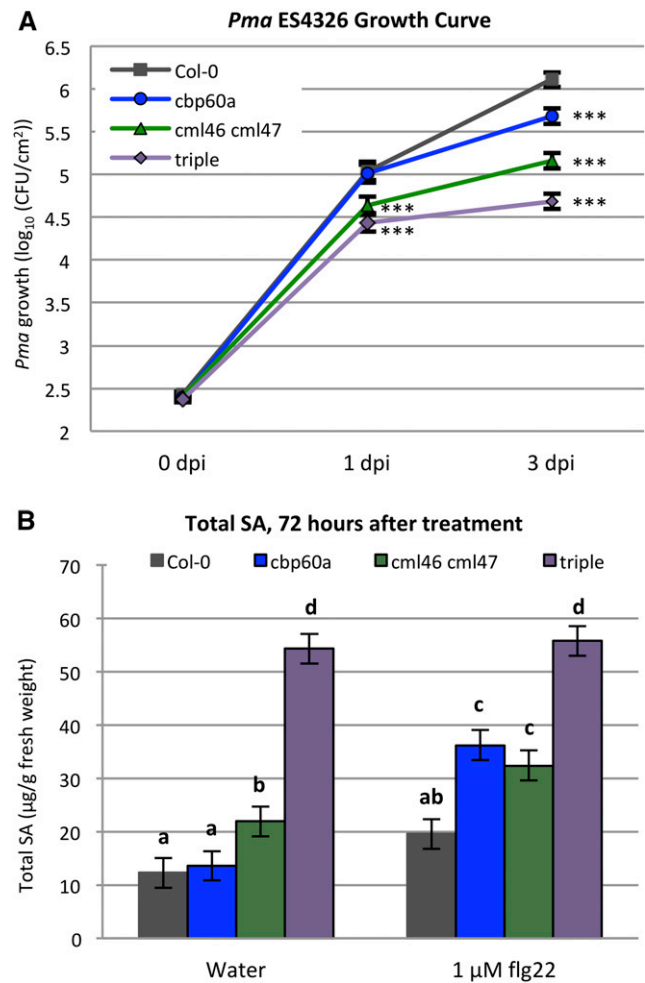 A
Pma ES4326 Growth Curve
Pma growth (log10 (CFU/cm2))
6.5
6
5.5
5
4.5
4
3.5
3
2.5
2
Col-0
cbp60a
cml46 cml47
triple
***
***
***
***
***
0 dpi
1 dpi
3 dpi
B
Total SA, 72 hours after treatment
Total SA (µg/g fresh weight)
70
60
50
40
30
20
10
0
Col-0 cbp60a cml46 cml47 triple
a a b d
ab c c d
Water
1 µM flg22